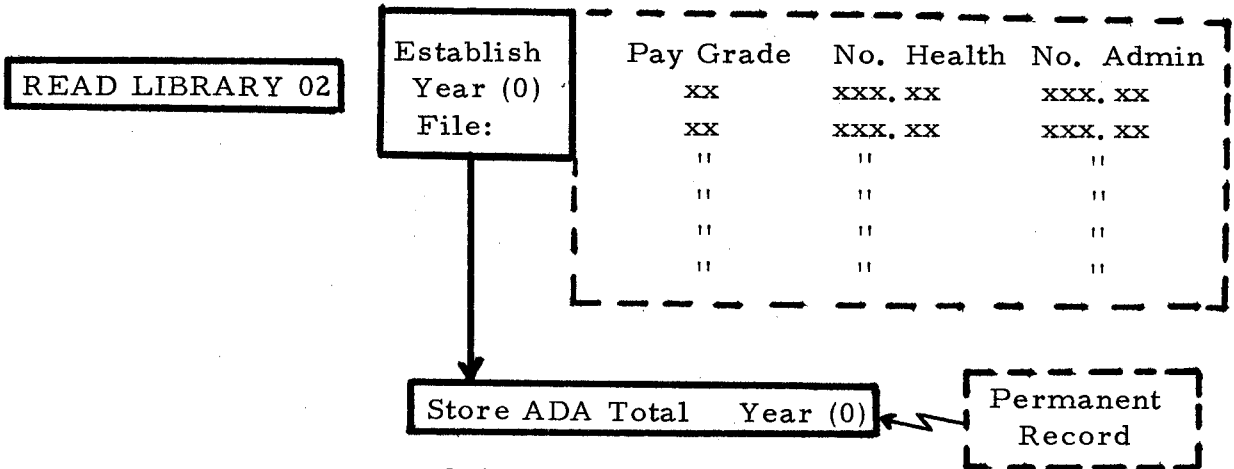 READ LIBRARY 02
Establish
Year (0)
File:
Pay Grade No. Health No. Admin
xx xxx.xx xxx.xx
xx xxx.xx xxx.xx
" " "
" " "
" " "
" " "
Store ADA Total Year (0)
Permanent
Record